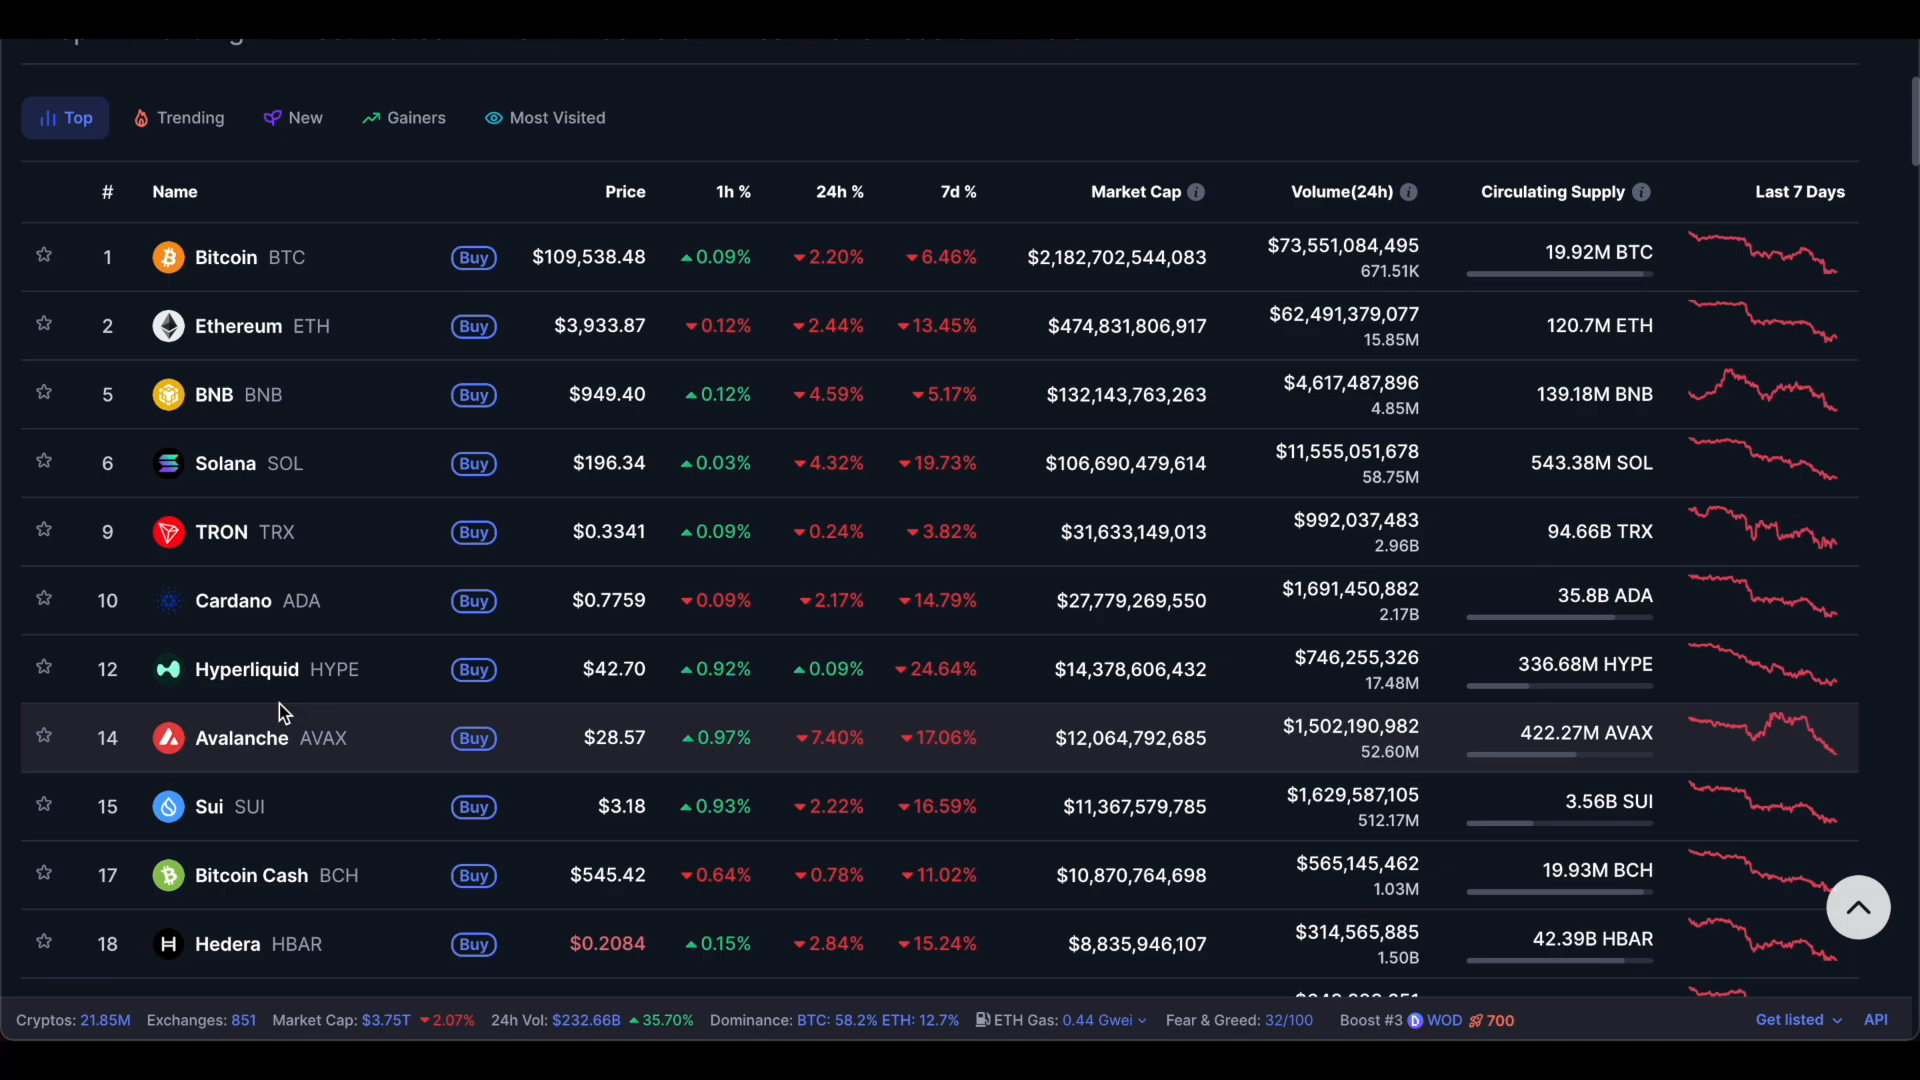 Top Trending New Gainers Most Visited
# Name Price 1h % 24h % 7d % Market Cap Volume(24h) Circulating Supply Last 7 Days
1 Bitcoin BTC Buy $109,538.48 0.09% 2.20% 6.46% $2,182,702,544,083 $73,551,084,495 19.92M BTC
671.51K
2 Ethereum ETH Buy $3,933.87 0.12% 2.44% 13.45% $474,831,806,917 $62,491,379,077 120.7M ETH
15.85M
5 BNB BNB Buy $949.40 0.12% 4.59% 5.17% $132,143,763,263 $4,617,487,896 139.18M BNB
4.85M
6 Solana SOL Buy $196.34 0.03% 4.32% 19.73% $106,690,479,614 $11,555,051,678 543.38M SOL
58.75M
9 TRON TRX Buy $0.3341 0.09% 0.24% 3.82% $31,633,149,013 $992,037,483 94.66B TRX
2.96B
10 Cardano ADA Buy $0.7759 0.09% 2.17% 14.79% $27,779,269,550 $1,691,450,882 35.8B ADA
2.17B
12 Hyperliquid HYPE Buy $42.70 0.92% 0.09% 24.64% $14,378,606,432 $746,255,326 336.68M HYPE
17.48M
14 Avalanche AVAX Buy $28.57 0.97% 7.40% 17.06% $12,064,792,685 $1,502,190,982 422.27M AVAX
52.60M
15 Sui SUI Buy $3.18 0.93% 2.22% 16.59% $11,367,579,785 $1,629,587,105 3.56B SUI
512.17M
17 Bitcoin Cash BCH Buy $545.42 0.64% 0.78% 11.02% $10,870,764,698 $565,145,462 19.93M BCH
1.03M
18 Hedera HBAR Buy $0.2084 0.15% 2.84% 15.24% $8,835,946,107 $314,565,885 42.39B HBAR
1.50B
Cryptos: 21.85M Exchanges: 851 Market Cap: $3.75T 2.07% 24h Vol: $232.66B 35.70% Dominance: BTC: 58.2% ETH: 12.7% ETH Gas: 0.44 Gwei Fear & Greed: 32/100 Boost #3 WOD 700 Get listed API